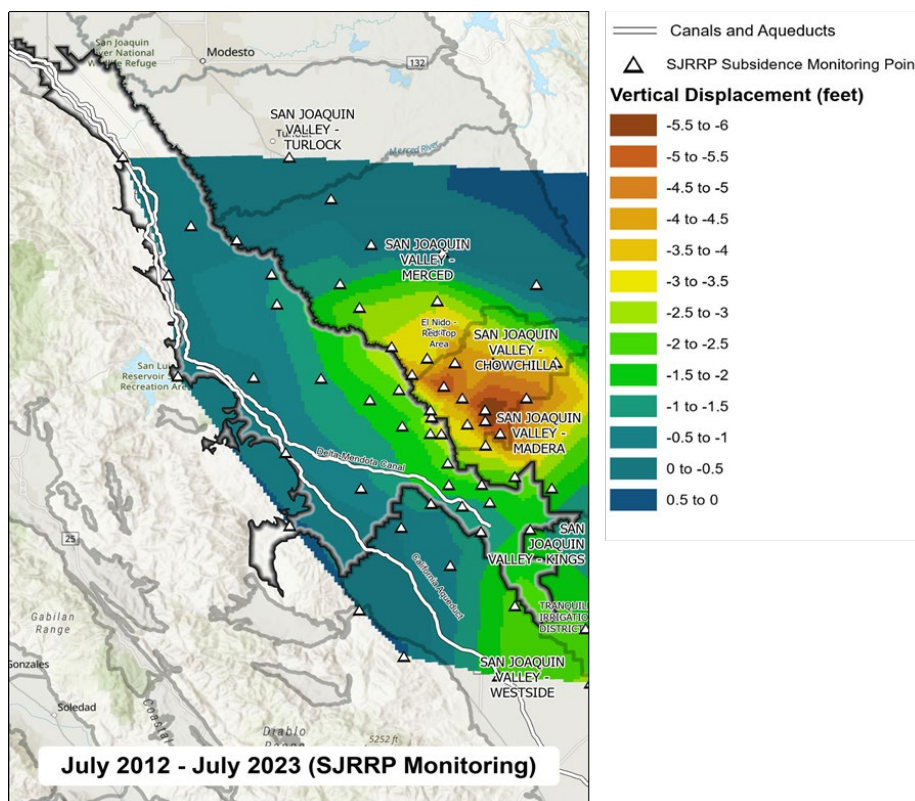 San Joaquin
River National
Wildlife Refuge
Modesto
132
SAN JOAQUIN
VALLEY -
TURLOCK
Turlock
Merced River
SAN JOAQUIN
VALLEY -
MERCED
El Nido -
Red Top
Area
SAN JOAQUIN
VALLEY -
CHOWCHILLA
San Lu
Reservoir S
Recreation Area
SAN JOAQUIN
VALLEY -
MADERA
Delta-Mendota Canal
25
SAN
JOAQUIN
VALLEY - KINGS
California Aqueduct
Gabilan
Range
TRANQUIL
IRRIGATION
DISTRICT
Gonzales
SAN JOAQUIN
VALLEY -
WESTSIDE
Soledad
Coastal
Diablo
Range
5252 ft
July 2012 - July 2023 (SJRRP Monitoring)
Canals and Aqueducts
SJRRP Subsidence Monitoring Poin
Vertical Displacement (feet)
-5.5 to -6
-5 to -5.5
-4.5 to -5
-4 to -4.5
-3.5 to -4
-3 to -3.5
-2.5 to -3
-2 to -2.5
-1.5 to -2
-1 to -1.5
-0.5 to -1
0 to -0.5
0.5 to 0